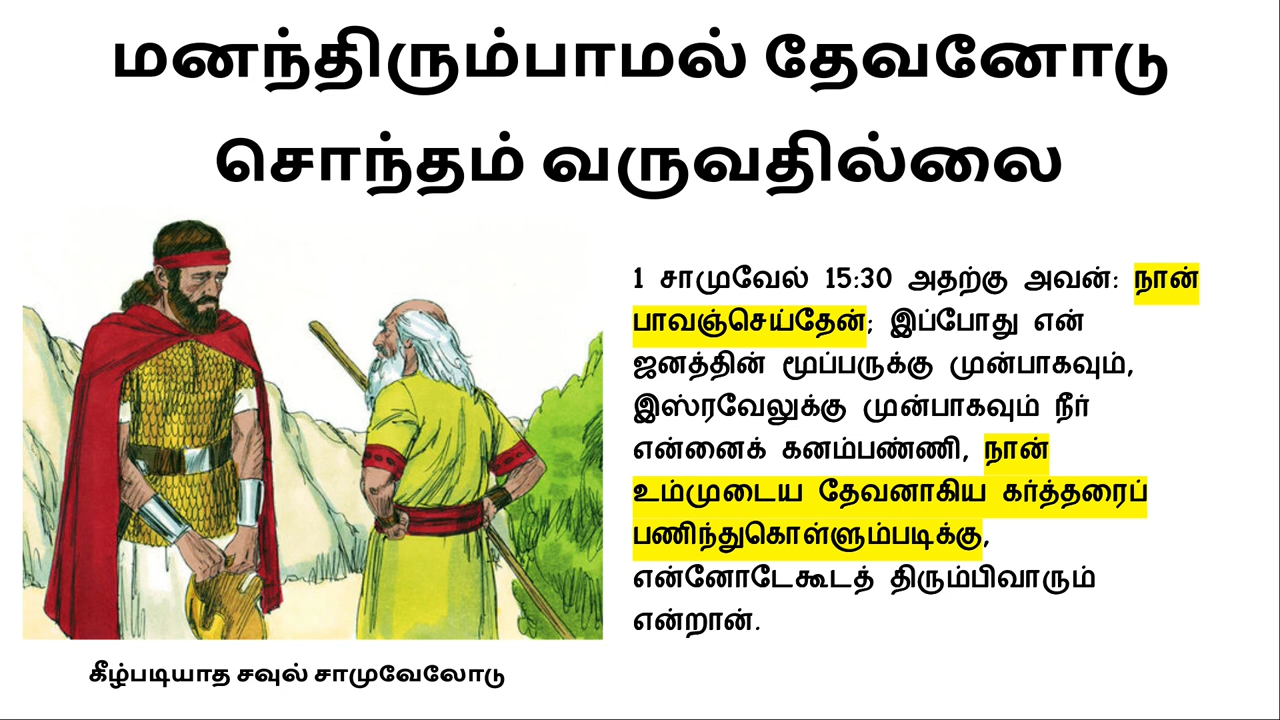 மனந்திரும்பாமல் தேவனோடு
சொந்தம் வருவதில்லை
1 சாமுவேல் 15:30 அதற்கு அவன்: நான்
பாவஞ்செய்தேன்; இப்போது என்
ஜனத்தின் மூப்பருக்கு முன்பாகவும்,
இஸ்ரவேலுக்கு முன்பாகவும் நீர்
என்னைக் கனம்பண்ணி, நான்
உம்முடைய தேவனாகிய கர்த்தரைப்
பணிந்துகொள்ளும்படிக்கு,
என்னோடேகூடத் திரும்பிவாரும்
என்றான்.
கீழ்படியாத சவுல் சாமுவேலோடு